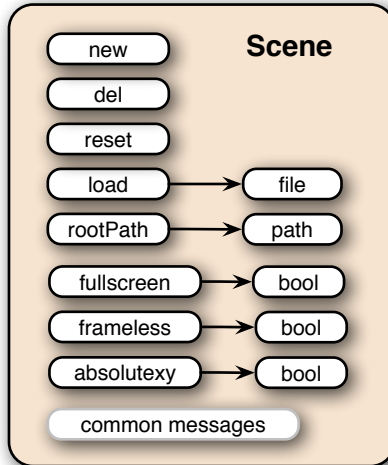 Scene
new
del
reset
load file
rootPath path
fullscreen bool
frameless bool
absolutexy bool
common messages